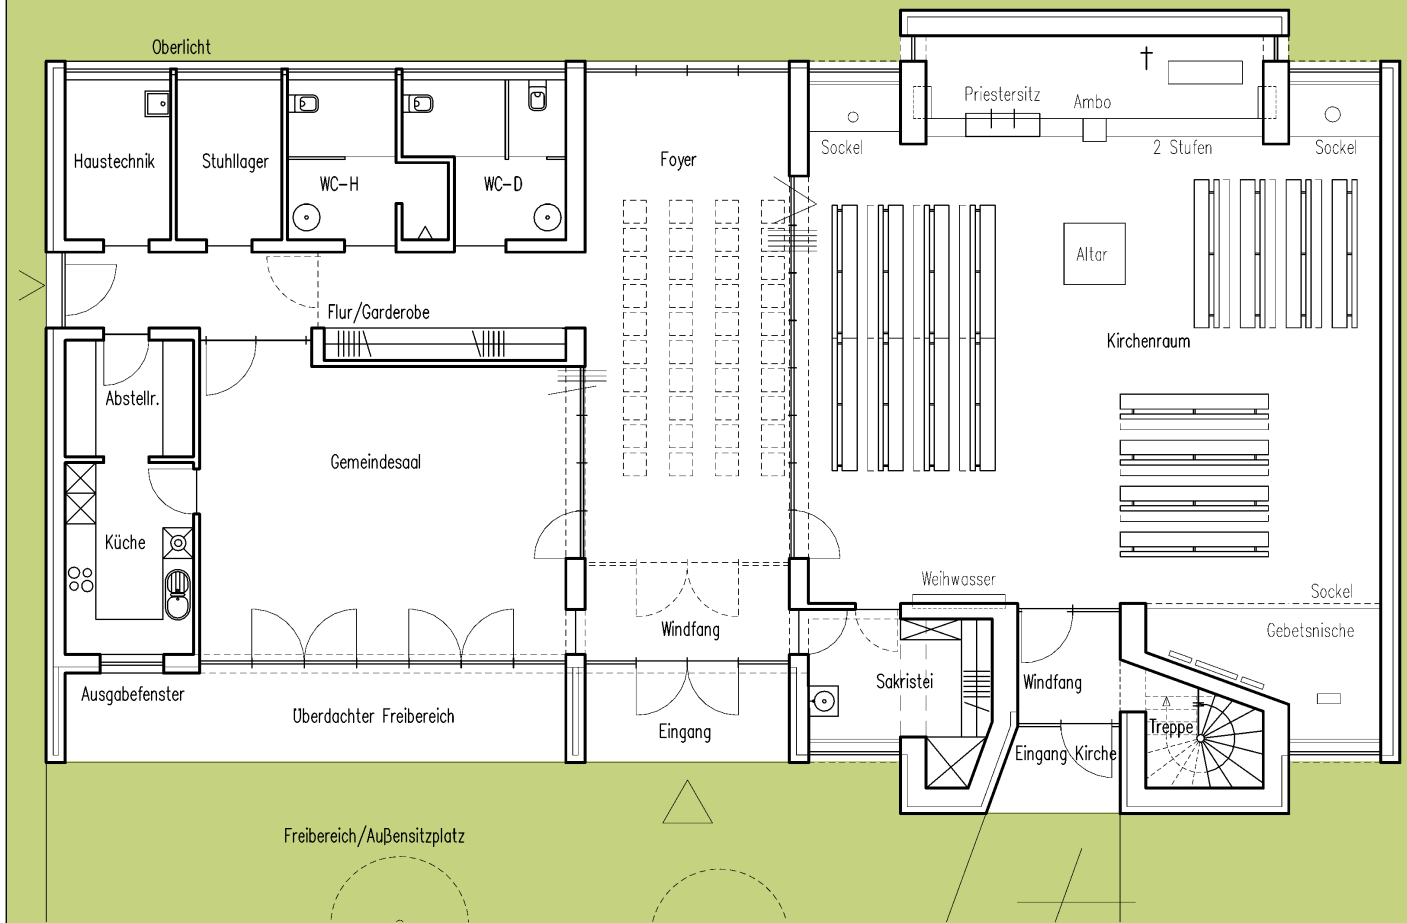 Oberlicht
Priestersitz
Ambo
Sockel
2 Stufen
Sockel
Haustechnik
Stuhllager
WC-H
WC-D
Foyer
Altar
Flur/Garderobe
Kirchenraum
Abstellr.
Gemeindesaal
Küche
Weihwasser
Sockel
Gebetsnische
Windfang
Ausgabefenster
Überdachter Freibereich
Eingang
Sakristei
Windfang
Treppe
Eingang Kirche
Freibereich/Außensitzplatz